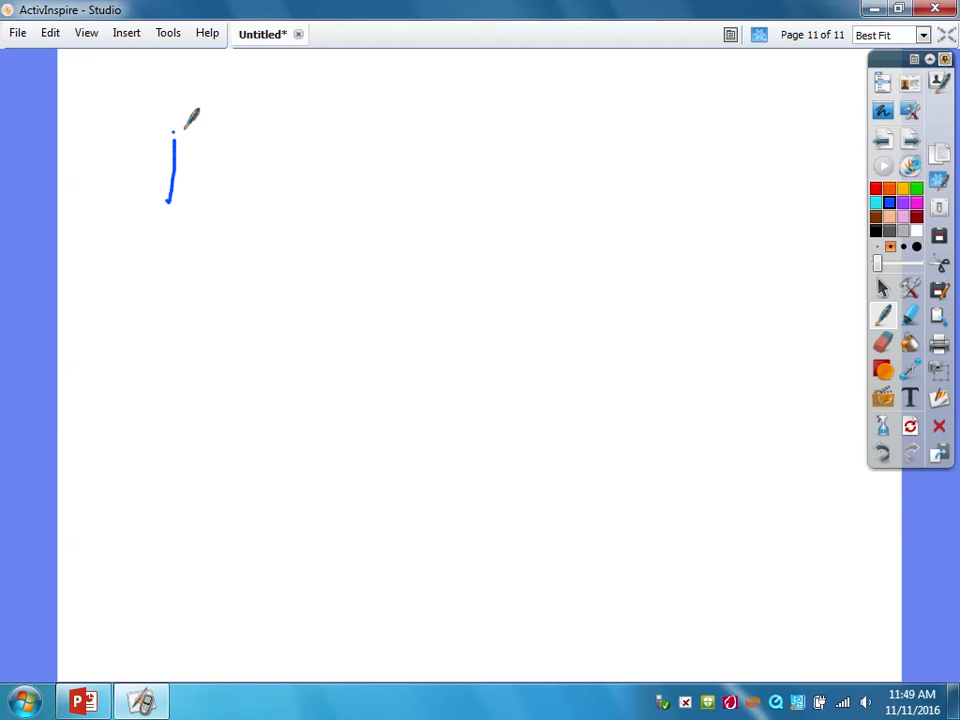 ActivInspire - Studio
File Edit View Insert Tools Help Untitled* Page 11 of 11 Best Fit
T
11:49 AM
11/11/2016